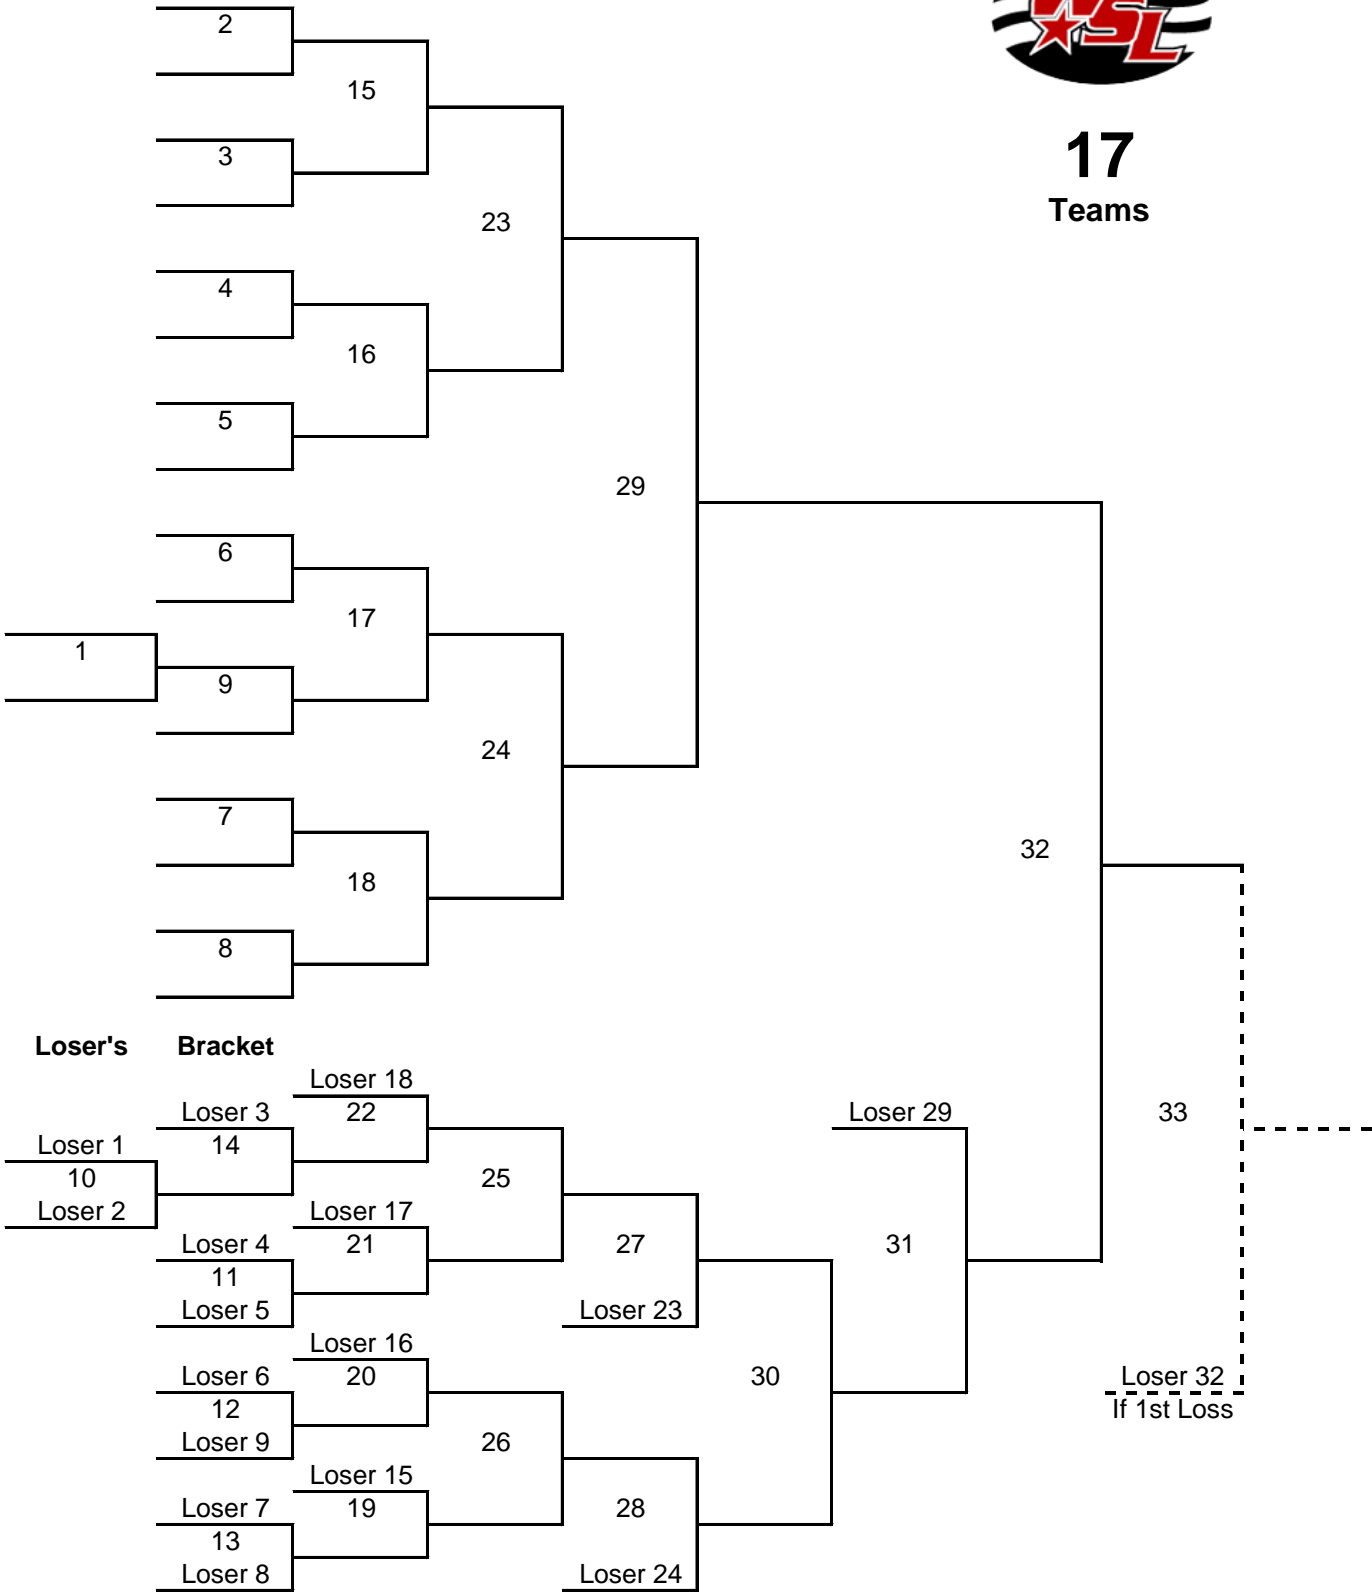 WSL
17
Teams
2
15
3
23
4
16
5
29
6
17
1
9
24
7
32
18
8
Loser's Bracket
Loser 18
Loser 3 22 Loser 29 33
Loser 1 14
10 25
Loser 2 Loser 17
Loser 4 21 27 31
11
Loser 5 Loser 23
Loser 16
Loser 6 20 30 Loser 32
12 If 1st Loss
Loser 9 26
Loser 15
Loser 7 19 28
13
Loser 8 Loser 24